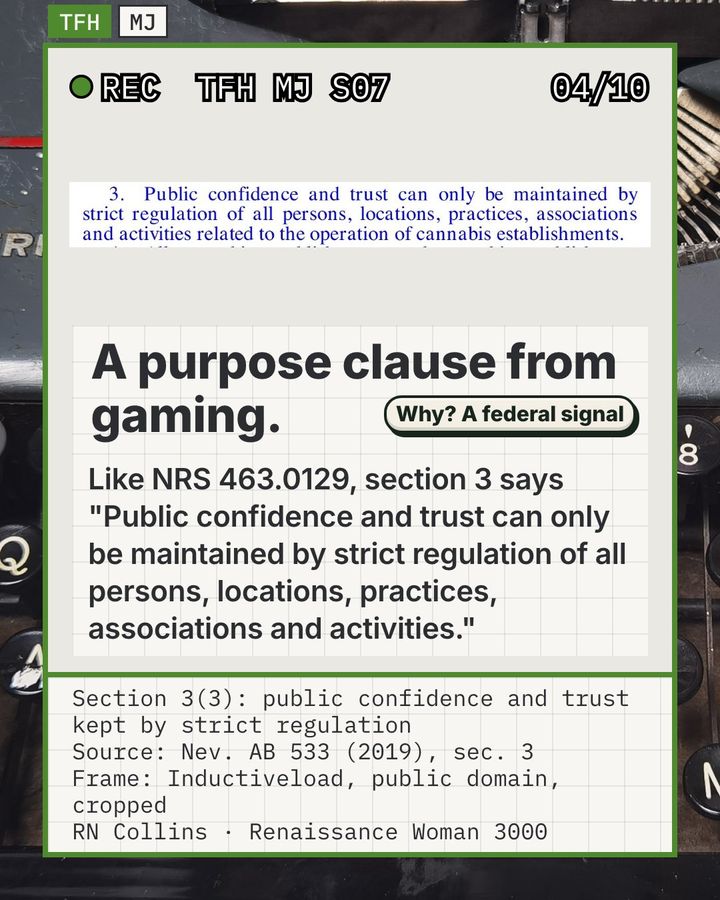 TFH MJ
REC TFH MJ S07 04/10
3. Public confidence and trust can only be maintained by
strict regulation of all persons, locations, practices, associations
and activities related to the operation of cannabis establishments.
A purpose clause from
gaming.
Why? A federal signal
Like NRS 463.0129, section 3 says
"Public confidence and trust can only
be maintained by strict regulation of all
persons, locations, practices,
associations and activities."
8
Q
A
N
Section 3(3): public confidence and trust
kept by strict regulation
Source: Nev. AB 533 (2019), sec. 3
Frame: Inductiveload, public domain,
cropped
RN Collins · Renaissance Woman 3000